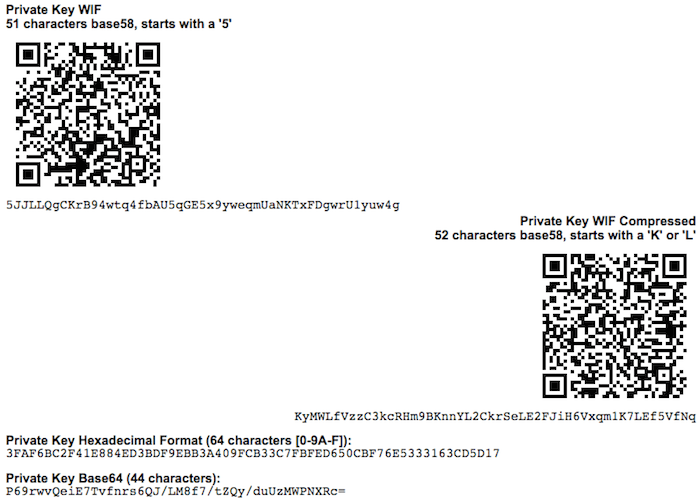 Private Key WIF
51 characters base58, starts with a '5'
5JJLLQgCKrB94wtq4fbAU5qGE5x9yweqmUaNKTxFDgwrU1yuw4g
Private Key WIF Compressed
52 characters base58, starts with a 'K' or 'L'
KyMWLfVzzC3kcRHm9BKnnYL2CkrSeLE2FJiH6Vxqm1K7LEf5VfNq
Private Key Hexadecimal Format (64 characters [0-9A-F]):
3FAF6BC2F41E884ED3BDF9EBB3A409FCB33C7FBFED650CBF76E5333163CD5D17
Private Key Base64 (44 characters):
P69rwvQeiE7Tvfnrs6QJ/LM8f7/tZQy/duUzMWPNXRc=